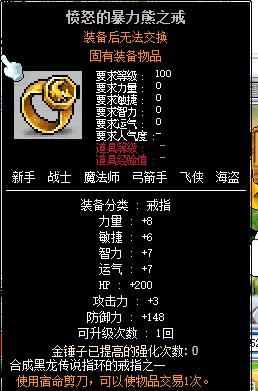 愤怒的暴力熊之戒
装备后无法交换
固有装备物品
要求等级 : 100
要求力量 : 0
要求敏捷 : 0
要求智力 : 0
要求运气 : 0
要求人气度 : -
道具等级 : -
道具经验值 : -
新手 战士 魔法师 弓箭手 飞侠 海盗
装备分类 : 戒指
力量 : +8
敏捷 : +6
智力 : +7
运气 : +7
HP : +200
攻击力 : +3
防御力 : +148
可升级次数 : 1回
金锤子已提高的强化次数: 0
合成黑龙传说指环的戒指之一
使用宿命剪刀，可以使物品交易1次。